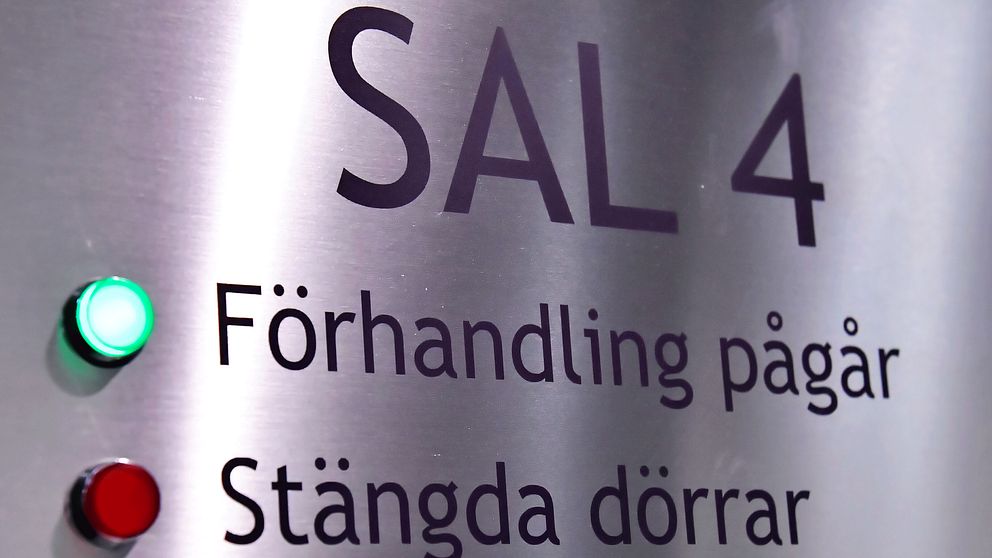 SAL 4
Förhandling pågår
Stängda dörrar